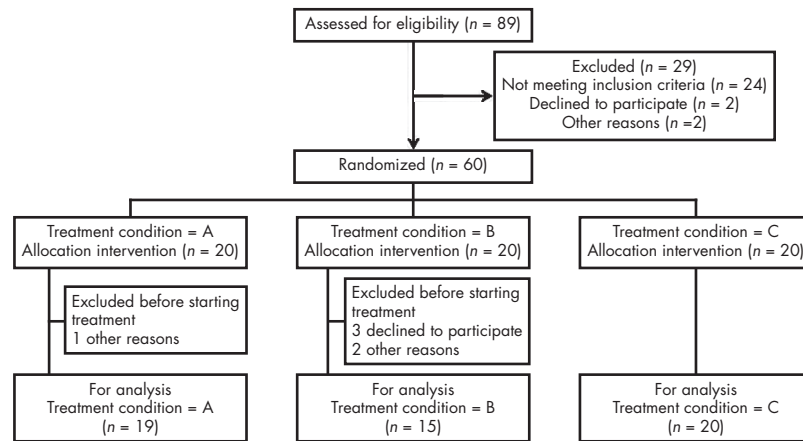 Assessed for eligibility (n = 89)
Excluded (n = 29)
Not meeting inclusion criteria (n = 24)
Declined to participate (n = 2)
Other reasons (n =2)
Randomized (n = 60)
Treatment condition = A
Allocation intervention (n = 20)
Treatment condition = B
Allocation intervention (n = 20)
Treatment condition = C
Allocation intervention (n = 20)
Excluded before starting
treatment
1 other reasons
Excluded before starting
treatment
3 declined to participate
2 other reasons
For analysis
Treatment condition = A
(n = 19)
For analysis
Treatment condition = B
(n = 15)
For analysis
Treatment condition = C
(n = 20)